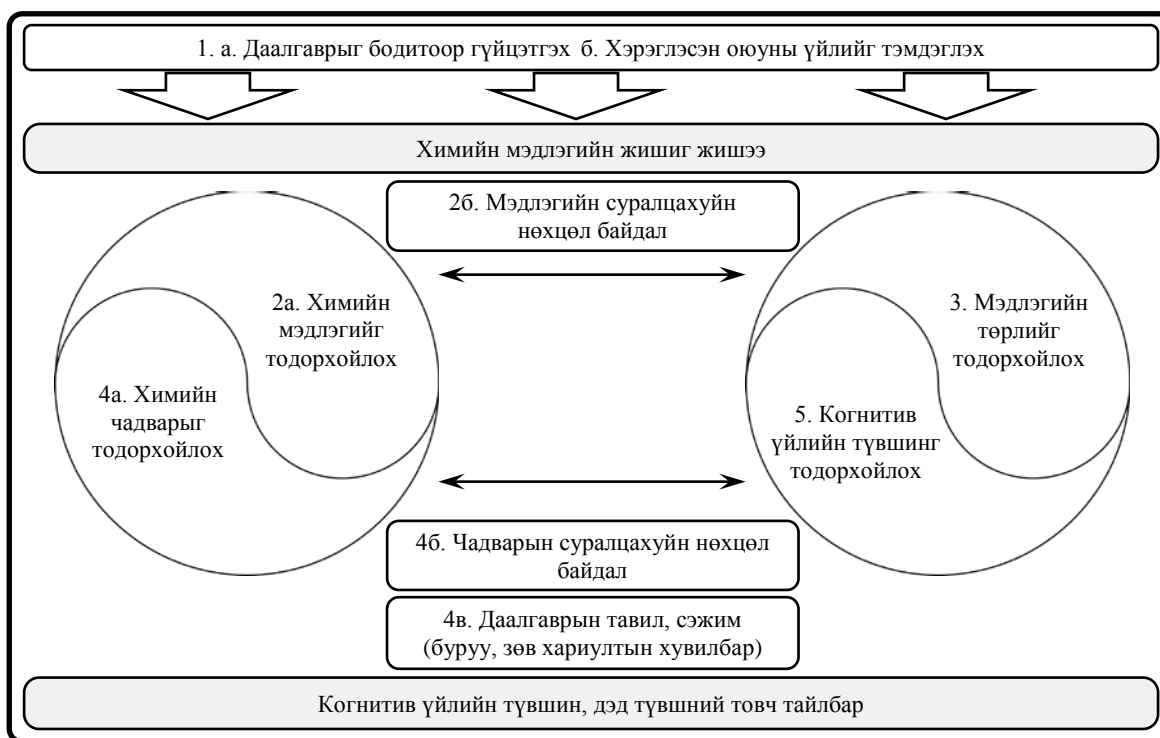 1. а. Даалгаврыг бодитоор гүйцэтгэх б. Хэрэглэсэн оюуны үйлийг тэмдэглэх
Химийн мэдлэгийн жишиг жишээ
2б. Мэдлэгийн суралцахуйн
нөхцөл байдал
2а. Химийн
мэдлэгийг
тодорхойлох
3. Мэдлэгийн
төрлийг
тодорхойлох
4а. Химийн
чадварыг
тодорхойлох
5. Когнитив
үйлийн түвшинг
тодорхойлох
4б. Чадварын суралцахуйн нөхцөл
байдал
4в. Даалгаврын тавил, сэжим
(буруу, зөв хариултын хувилбар)
Когнитив үйлийн түвшин, дэд түвшний товч тайлбар